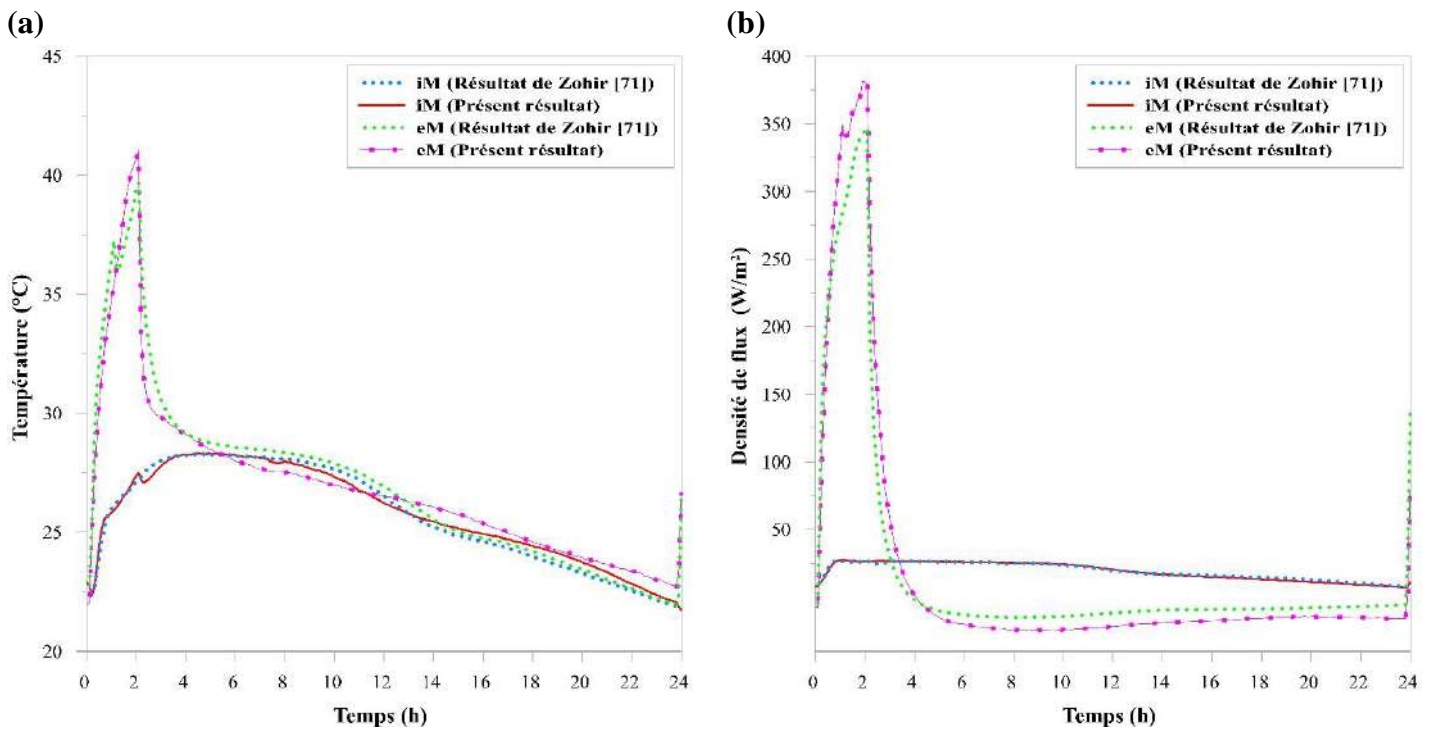 (a)
45
40
35
30
25
20
Température (°C)
0 2 4 6 8 10 12 14 16 18 20 22 24
Temps (h)
iM (Résultat de Zohir [71])
iM (Présent résultat)
eM (Résultat de Zohir [71])
eM (Présent résultat)
(b)
400
350
300
250
200
150
100
50
Densité de flux (W/m²)
0 2 4 6 8 10 12 14 16 18 20 22 24
Temps (h)
iM (Résultat de Zohir [71])
iM (Présent résultat)
eM (Résultat de Zohir [71])
eM (Présent résultat)